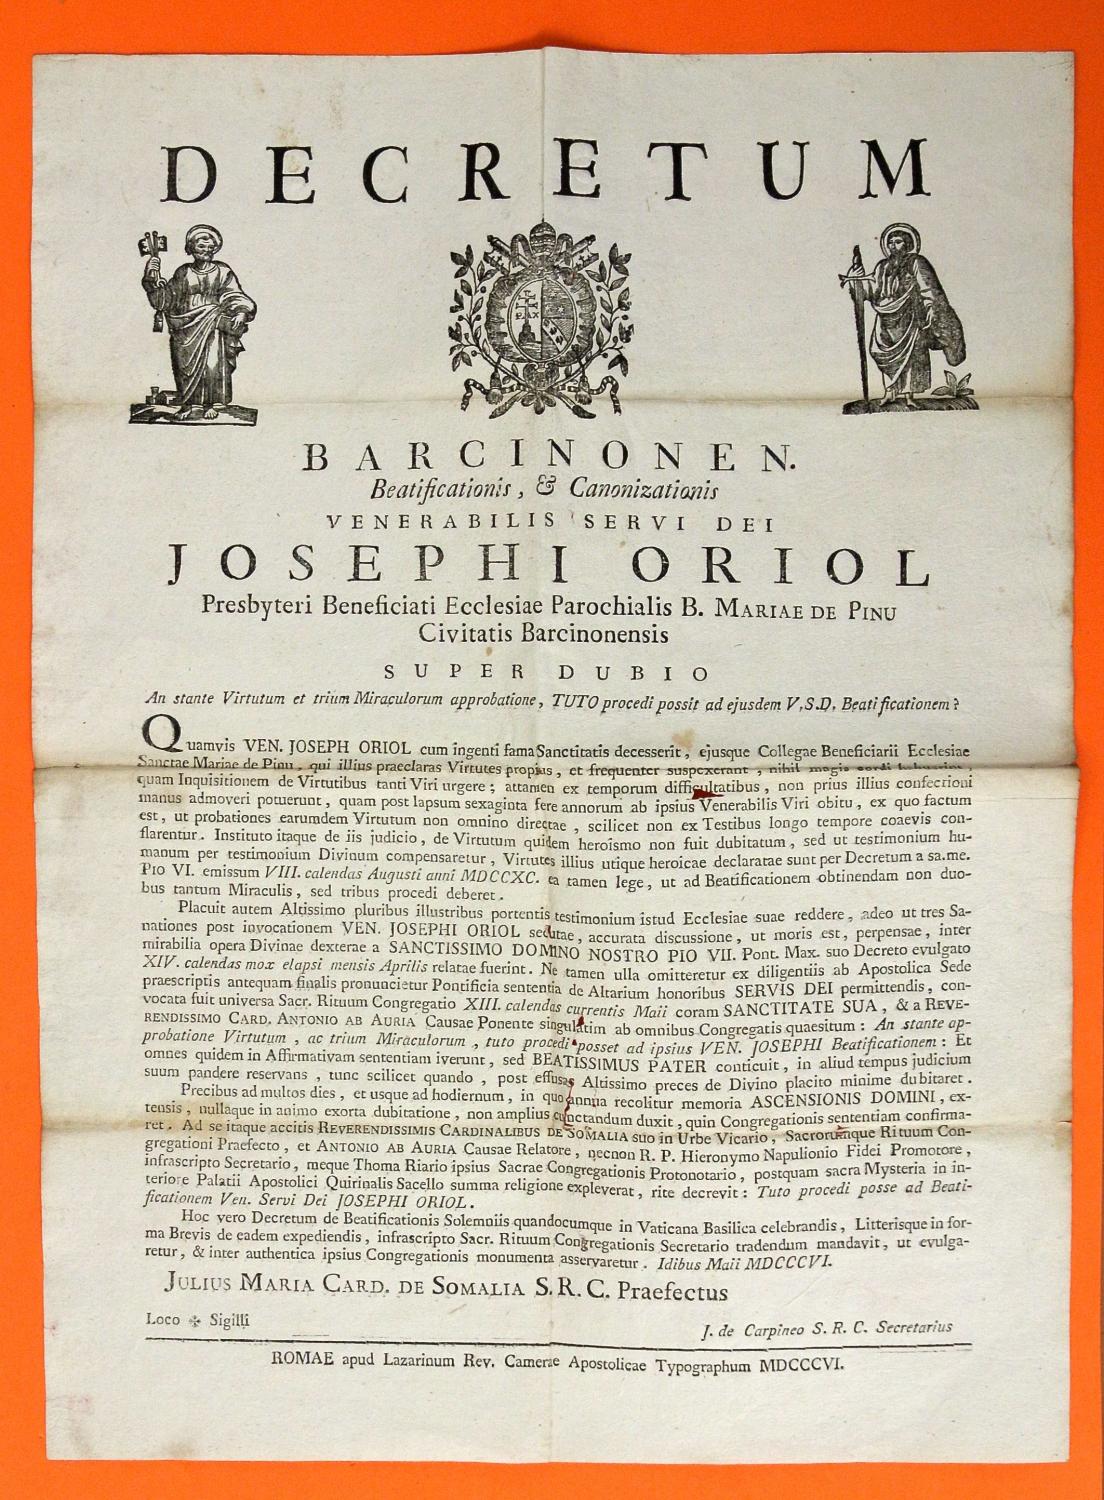 DECRETUM
PAX
BARCINONEN.
Beatificationis, & Canonizationis
VENERABILIS SERVI DEI
JOSEPHI ORIOL
Presbyteri Beneficiati Ecclesiae Parochialis B. MARIAE DE PINU
Civitatis Barcinonensis
SUPER DUBIO
An stante Virtutum et trium Miraculorum approbatione, TUTO procedi possit ad ejusdem V.S.D. Beatificationem?
Quamvis VEN. JOSEPH ORIOL cum ingenti fama Sanctitatis decesserit, ejusque Collegae Beneficiarii Ecclesiae
Sanctae Mariae de Pinu, qui illius praeclaras Virtutes propius, et frequenter suspexerant, nihil magis cordi habuerint,
quam Inquisitionem de Virtutibus tanti Viri urgere; attamen ex temporum difficultatibus, non prius illius confectioni
manus admoveri potuerunt, quam post lapsum sexaginta fere annorum ab ipsius Venerabilis Viri obitu, ex quo factum
est, ut probationes earumdem Virtutum non omnino directae, scilicet non ex Testibus longo tempore coaevis con-
flarentur. Instituto itaque de iis judicio, de Virtutum quidem heroismo non fuit dubitatum, sed ut testimonium hu-
manum per testimonium Divinum compensaretur, Virtutes illius utique heroicae declaratae sunt per Decretum a sa.me.
PIO VI. emissum VIII. calendas Augusti anni MDCCXC. ea tamen lege, ut ad Beatificationem obtinendam non duo-
bus tantum Miraculis, sed tribus procedi deberet.
Placuit autem Altissimo pluribus illustribus portentis testimonium istud Ecclesiae suae reddere, adeo ut tres Sa-
nationes post invocationem VEN. JOSEPHI ORIOL secutae, accurata discussione, ut moris est, perpensae, inter
mirabilia opera Divinae dexterae a SANCTISSIMO DOMINO NOSTRO PIO VII. Pont. Max. suo Decreto evulgato
XIV. calendas mox elapsi mensis Aprilis relatae fuerint. Ne tamen ulla omitteretur ex diligentiis ab Apostolica Sede
praescriptis antequam finalis pronuncietur Pontificia sententia de Altarium honoribus SERVIS DEI permittendis, con-
vocata fuit universa Sacr. Rituum Congregatio XIII. calendas currentis Maii coram SANCTITATE SUA, & a REVE-
RENDISSIMO CARD. ANTONIO AB AURIA Causae Ponente singulatim ab omnibus Congregatis quaesitum: An stante ap-
probatione Virtutum, ac trium Miraculorum, tuto procedi posset ad ipsius VEN. JOSEPHI Beatificationem: Et
omnes quidem in Affirmativam sententiam iverunt, sed BEATISSIMUS PATER conticuit, in aliud tempus judicium
suum pandere reservans, tunc scilicet quando, post effusas Altissimo preces de Divino placito minime dubitaret.
Precibus ad multos dies, et usque ad hodiernum, in quo annua recolitur memoria ASCENSIONIS DOMINI, ex-
tensis, nullaque in animo exorta dubitatione, non amplius cunctandum duxit, quin Congregationis sententiam confirma-
ret. Ad se itaque accitis REVERENDISSIMIS CARDINALIBUS DE SOMALIA suo in Urbe Vicario, Sacrorumque Rituum Con-
gregationi Praefecto, et ANTONIO AB AURIA Causae Relatore, necnon R. P. Hieronymo Napulionio Fidei Promotore,
infrascripto Secretario, meque Thoma Riario ipsius Sacrae Congregationis Protonotario, postquam sacra Mysteria in in-
teriore Palatii Apostolici Quirinalis Sacello summa religione expleverat, rite decrevit: Tuto procedi posse ad Beati-
ficationem Ven. Servi Dei JOSEPHI ORIOL.
Hoc vero Decretum de Beatificationis Solemniis quandocumque in Vaticana Basilica celebrandis, Litterisque in for-
ma Brevis de eadem expediendis, infrascripto Sacr. Rituum Congregationis Secretario tradendum mandavit, ut evulga-
retur, & inter authentica ipsius Congregationis monumenta asservaretur. Idibus Maii MDCCCVI.
JULIUS MARIA CARD. DE SOMALIA S. R. C. Praefectus
Loco ✠ Sigilli
J. de Carpineo S. R. C. Secretarius
ROMAE apud Lazarinum Rev. Camerae Apostolicae Typographum MDCCCVI.